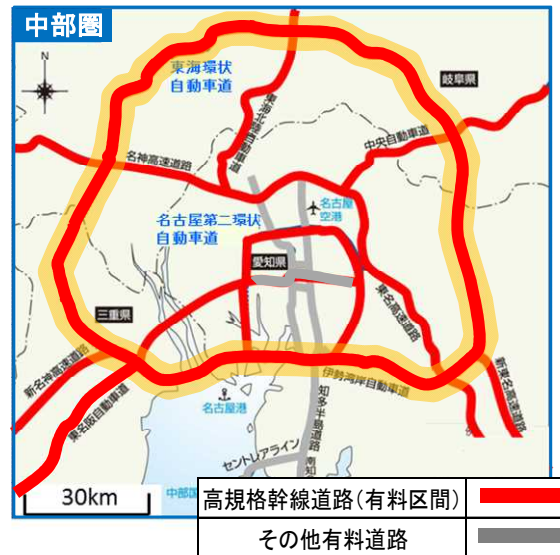 中部圏
N
東海環状
自動車道
岐阜県
東海北陸自動車道
中央自動車道
名神高速道路
名古屋
空港
名古屋第二環状
自動車道
愛知県
三重県
東名高速道路
新名神高速道路
東名阪自動車道
伊勢湾岸自動車道
新東名高速道路
名古屋港
知多半島道路
セントレアライン
南知
中部国
30km
高規格幹線道路(有料区間)
その他有料道路